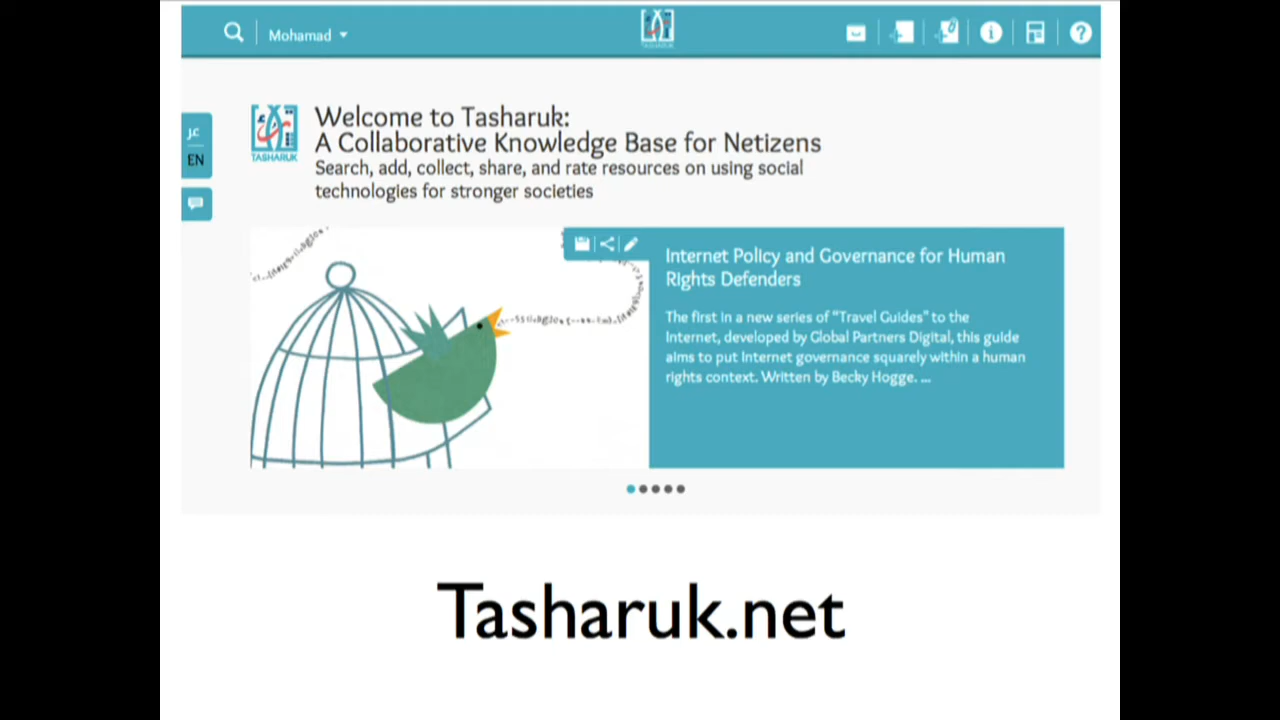 Mohamad
TASHARUK
عر
EN
TASHARUK
Welcome to Tasharuk:
A Collaborative Knowledge Base for Netizens
Search, add, collect, share, and rate resources on using social
technologies for stronger societies
Internet Policy and Governance for Human
Rights Defenders
The first in a new series of “Travel Guides” to the
Internet, developed by Global Partners Digital, this guide
aims to put Internet governance squarely within a human
rights context. Written by Becky Hogge. ...
Tasharuk.net